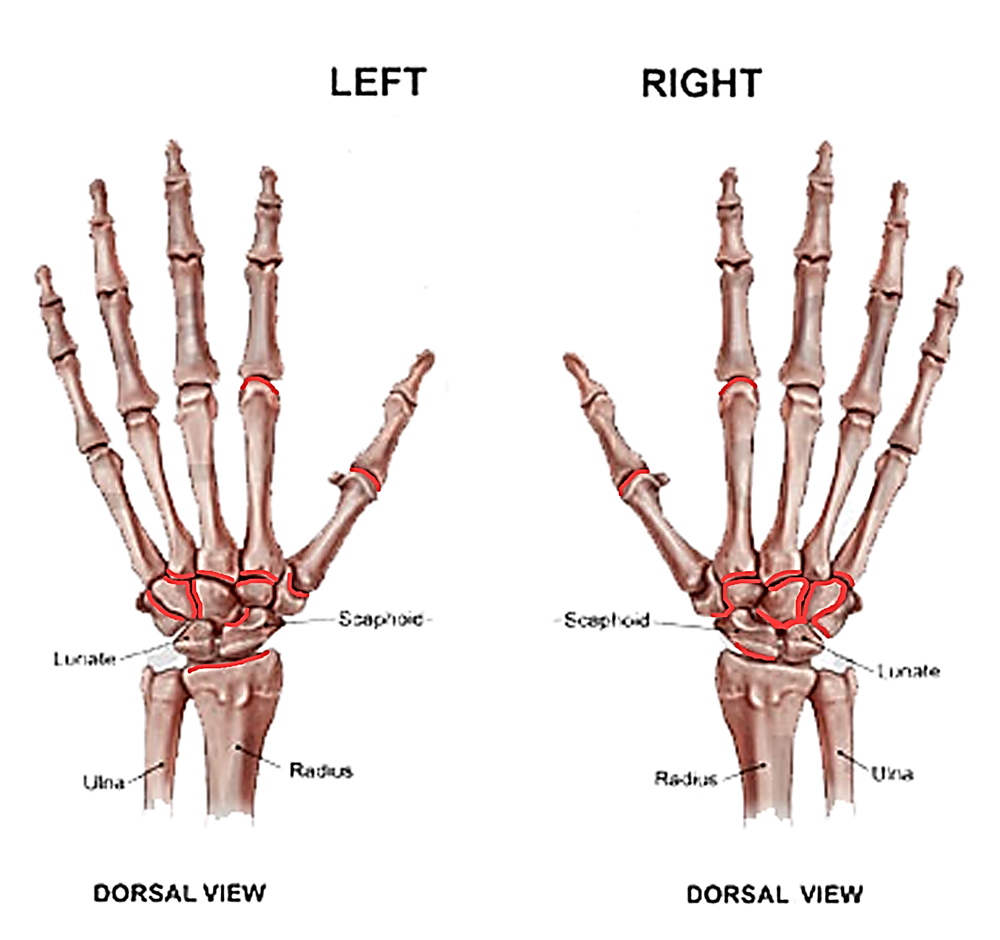 LEFT
RIGHT
Scaphoid
Scaphoid
Lunate
Lunate
Radius
Ulna
Radius
Ulna
DORSAL VIEW
DORSAL VIEW